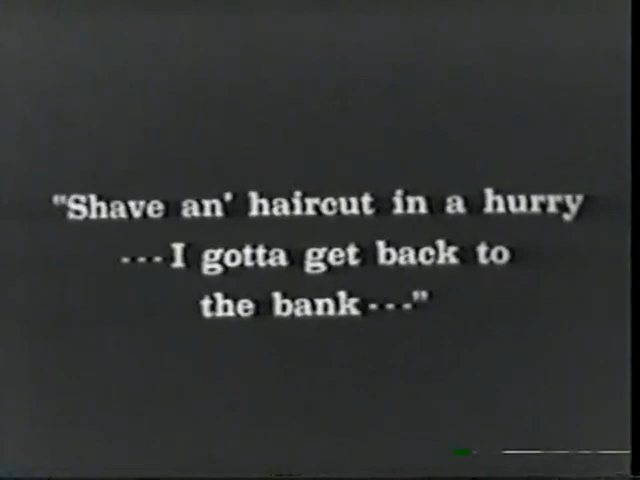 "Shave an' haircut in a hurry
---I gotta get back to
the bank---"